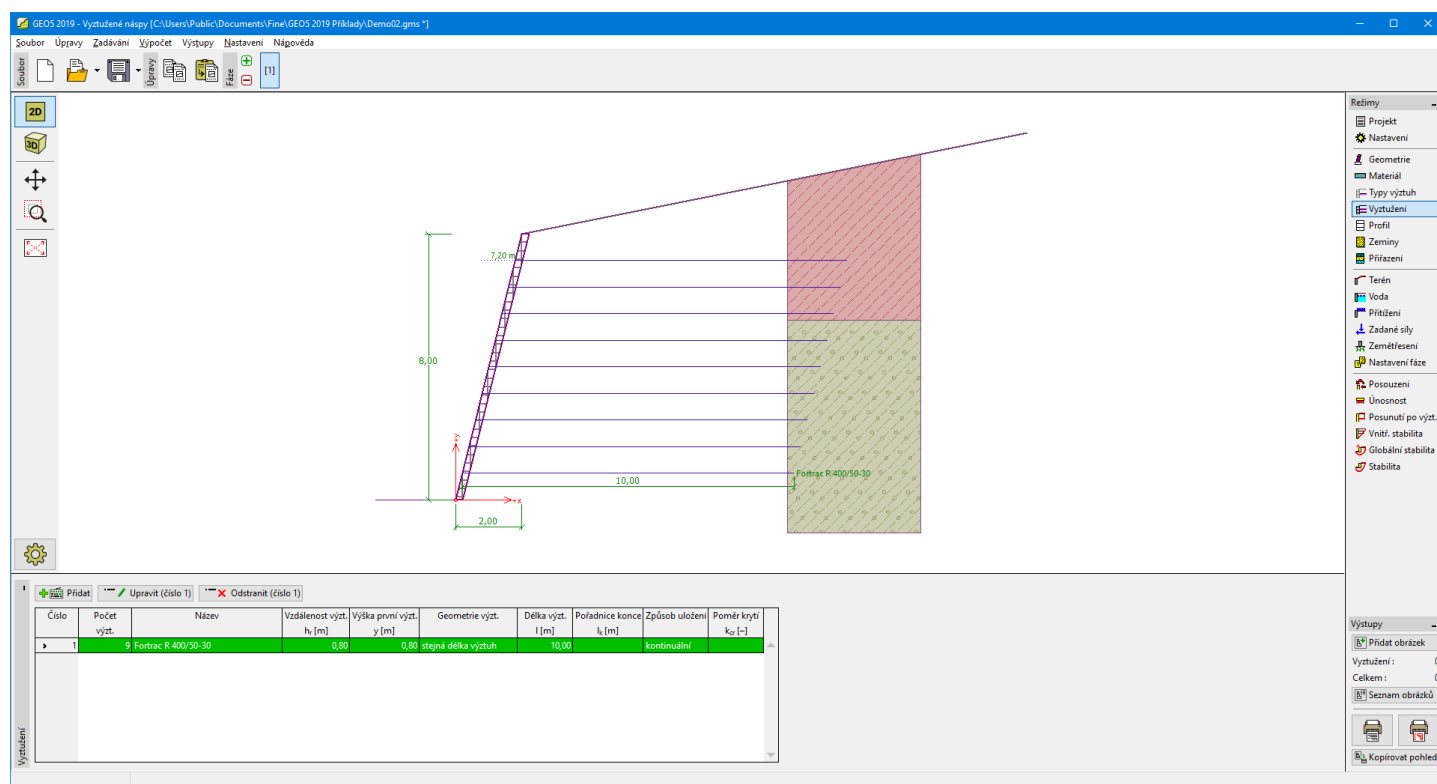 GEO5 2019 - Vyztužené náspy [C:\Users\Public\Documents\Fine\GEO5 2019 Příklady\Demo02.gms *]
Soubor Úpravy Zadávání Výpočet Výstupy Nastavení Nápověda
Soubor
Úpravy
Fáze
[1]
2D
3D
7,20 m
8,00
+y
10,00
Fortrac R 400/50-30
+x
2,00
Režimy
Projekt
Nastavení
Geometrie
Materiál
Typy výztuh
Vyztužení
Profil
Zeminy
Přiřazení
Terén
Voda
Přitížení
Zadané síly
Zemětřesení
Nastavení fáze
Posouzení
Únosnost
Posunutí po výzt.
Vnitř. stabilita
Globální stabilita
Stabilita
Vyztužení
Přidat Upravit (číslo 1) Odstranit (číslo 1)
Číslo Počet Název Vzdálenost výzt. Výška první výzt. Geometrie výzt. Délka výzt. Pořadnice konce Způsob uložení Poměr krytí
výzt. hr [m] y [m] l [m] lk [m] kcr [–]
1 9 Fortrac R 400/50-30 0,80 0,80 stejná délka výztuh 10,00 kontinuální
Výstupy
Přidat obrázek
Vyztužení : 0
Celkem : 0
Seznam obrázků
Kopírovat pohled